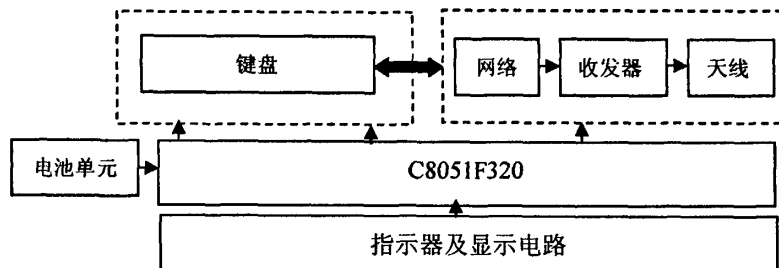 键盘
网络
收发器
天线
电池单元
C8051F320
指示器及显示电路